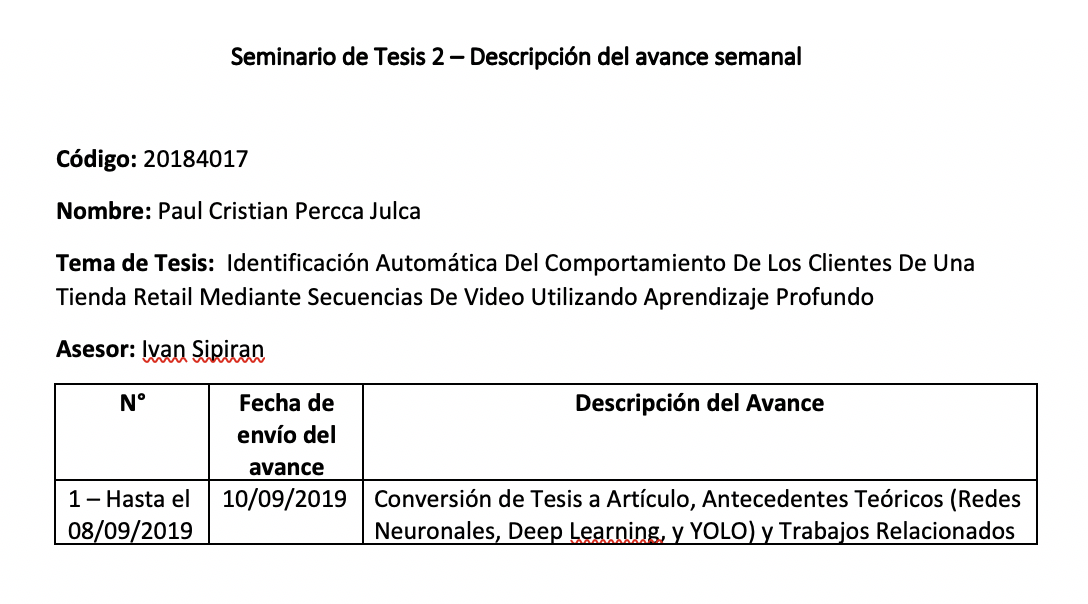 Seminario de Tesis 2 – Descripción del avance semanal
Código: 20184017
Nombre: Paul Cristian Percca Julca
Tema de Tesis: Identificación Automática Del Comportamiento De Los Clientes De Una
Tienda Retail Mediante Secuencias De Video Utilizando Aprendizaje Profundo
Asesor: Ivan Sipiran
N°
Fecha de
envío del
avance
Descripción del Avance
1 – Hasta el
08/09/2019
10/09/2019
Conversión de Tesis a Artículo, Antecedentes Teóricos (Redes
Neuronales, Deep Learning, y YOLO) y Trabajos Relacionados